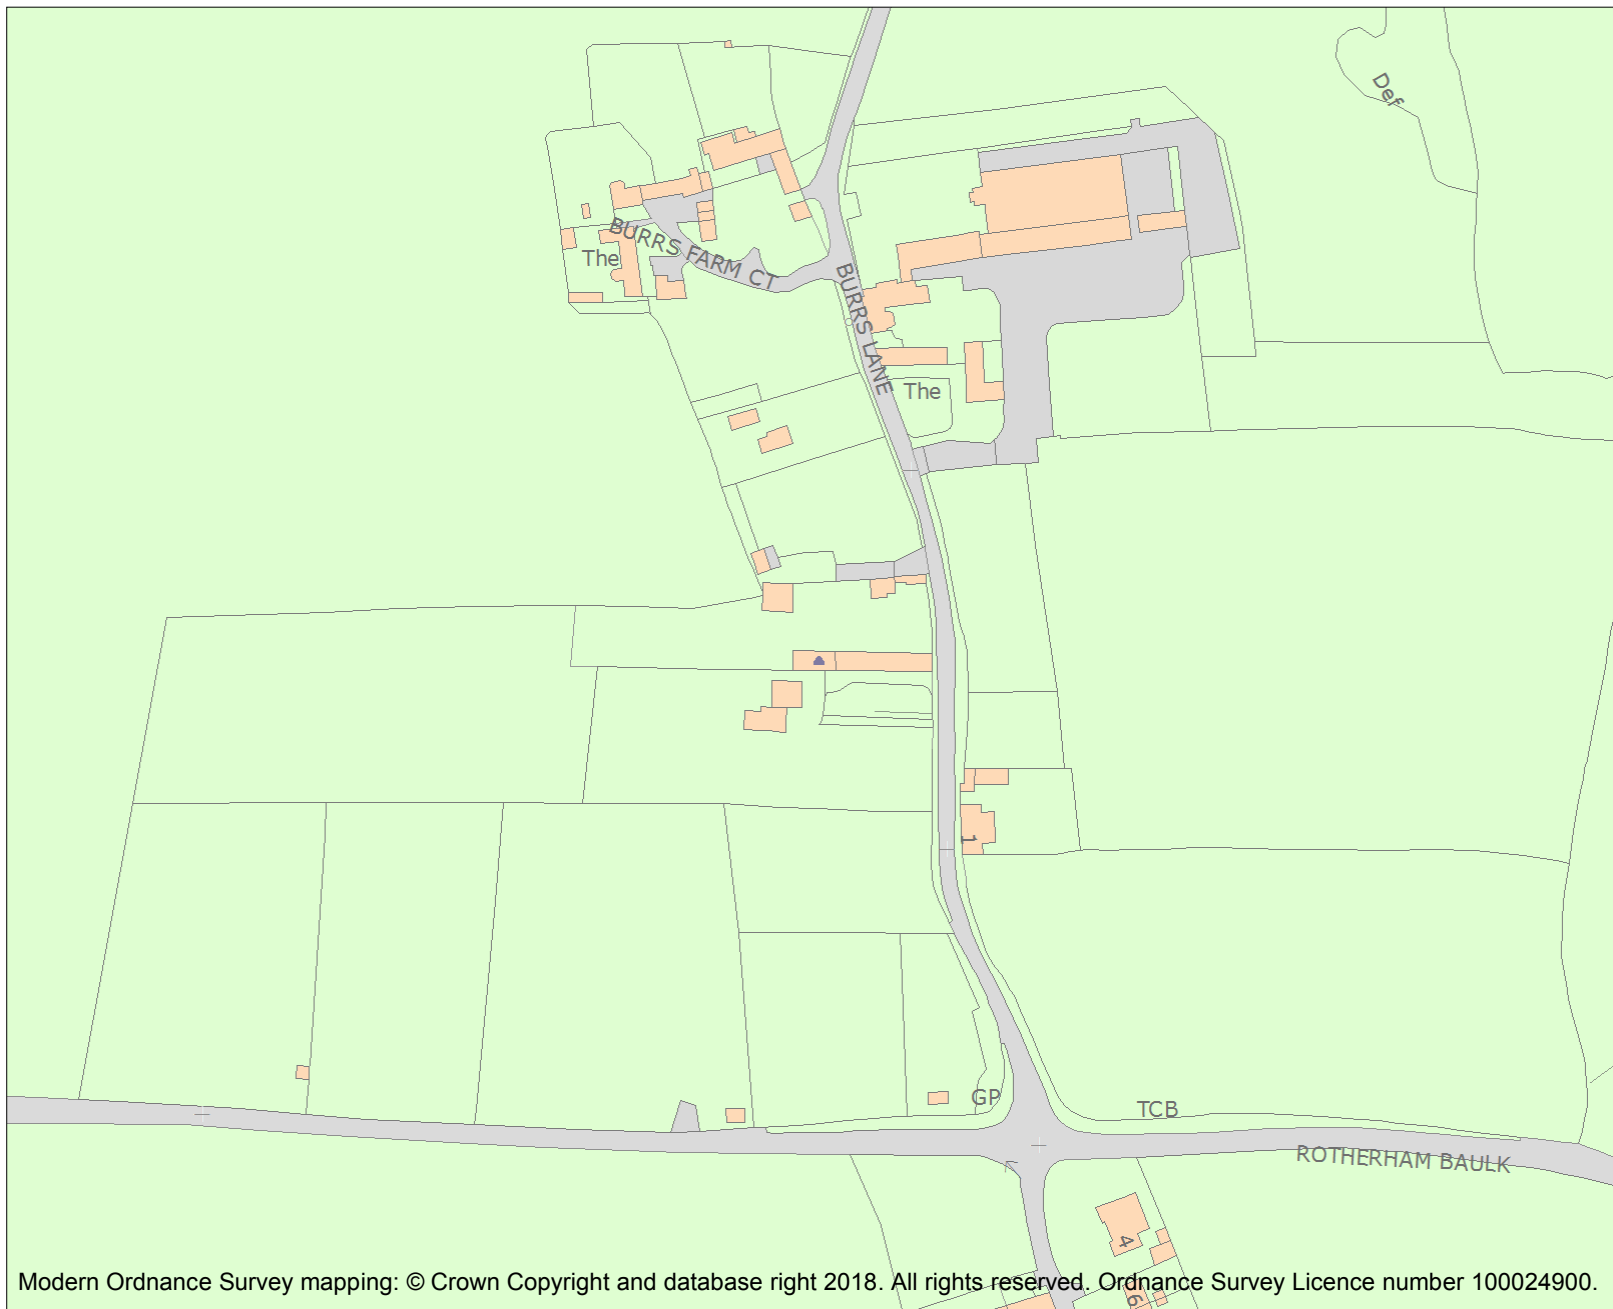 Def
BURRS FARM CT
The
BURRS LANE
The
1
GP
TCB
ROTHERHAM BAULK
4
6
Modern Ordnance Survey mapping: © Crown Copyright and database right 2018. All rights reserved. Ordnance Survey Licence number 100024900.